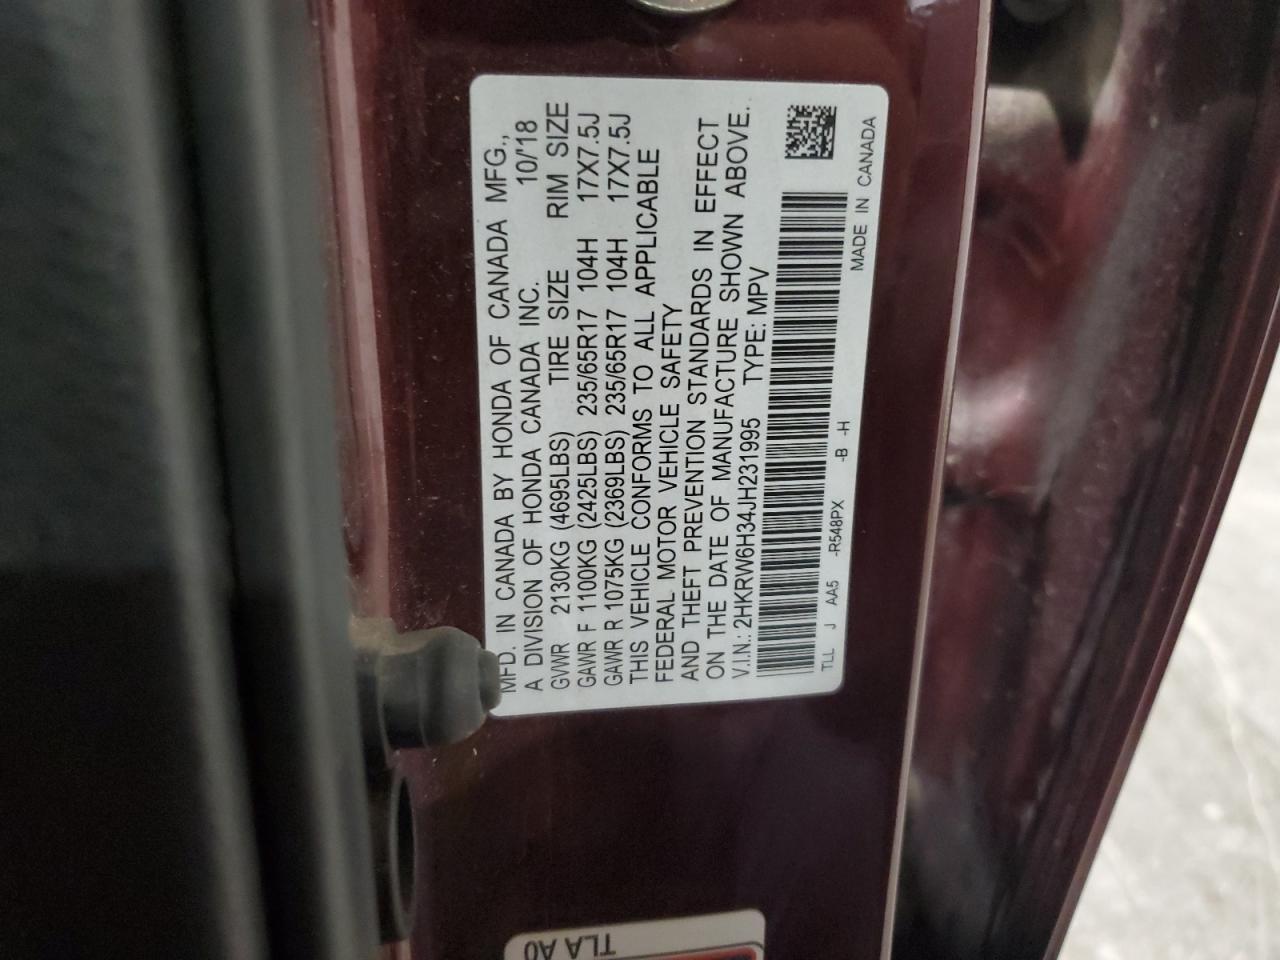 MFD. IN CANADA BY HONDA OF CANADA MFG.,
A DIVISION OF HONDA CANADA INC. 10/'18
GVWR 2130KG (4695LBS) TIRE SIZE RIM SIZE
GAWR F 1100KG (2425LBS) 235/65R17 104H 17X7.5J
GAWR R 1075KG (2369LBS) 235/65R17 104H 17X7.5J
THIS VEHICLE CONFORMS TO ALL APPLICABLE
FEDERAL MOTOR VEHICLE SAFETY
AND THEFT PREVENTION STANDARDS IN EFFECT
ON THE DATE OF MANUFACTURE SHOWN ABOVE.
V.I.N.: 2HKRW6H34JH231995 TYPE: MPV
TLL J AA5 -R548PX -B -H MADE IN CANADA
TLA A0